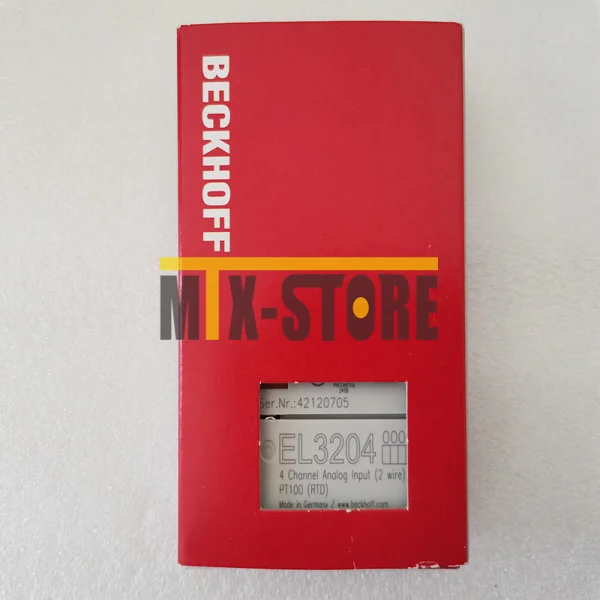 BECKHOFF
MTX-STORE
Ser.Nr.:42120705
EL3204 000
4 Channel Analog Input (2 wire)
PT100 (RTD)
Made in Germany / www.beckhoff.com